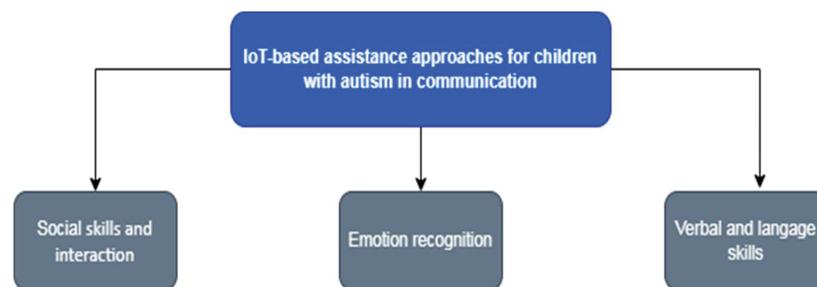 IoT-based assistance approaches for children
with autism in communication
Social skills and
interaction
Emotion recognition
Verbal and langage
skills